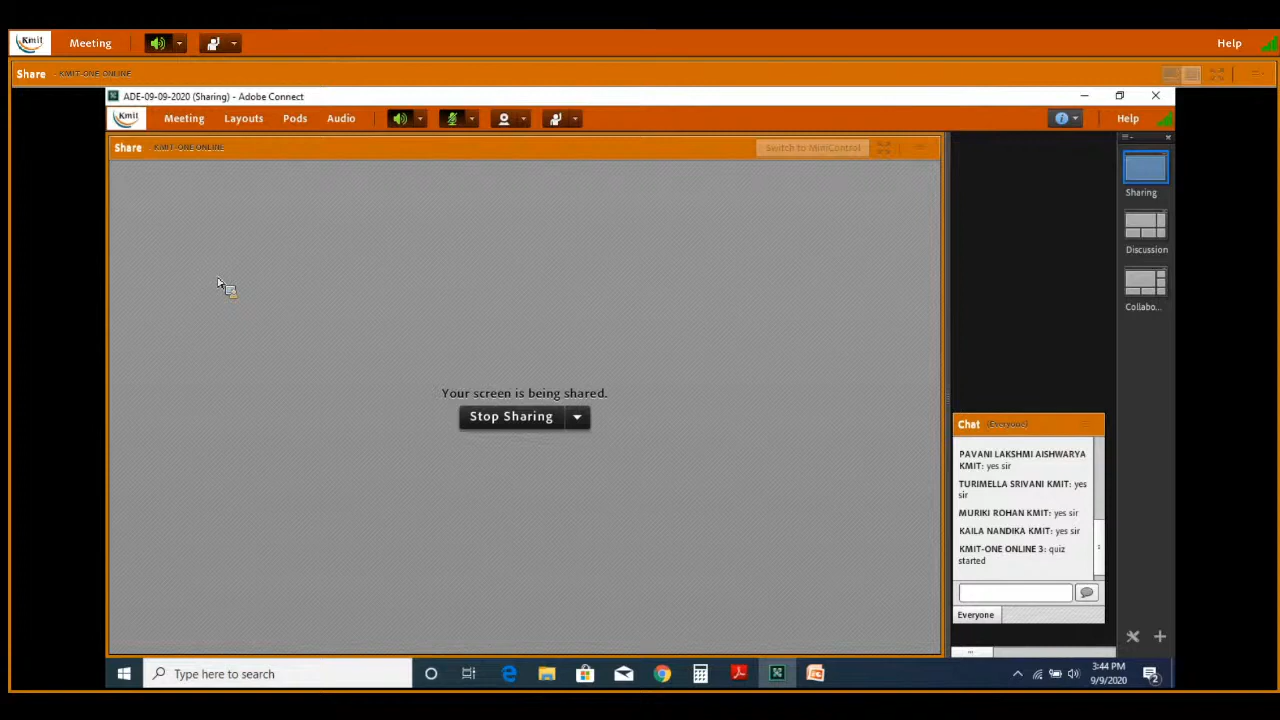 Kmit Meeting Help
Share - KMIT-ONE ONLINE
ADE-09-09-2020 (Sharing) - Adobe Connect
Kmit Meeting Layouts Pods Audio Help
Share - KMIT-ONE ONLINE Switch to MiniControl
Sharing
Discussion
Collabo...
Your screen is being shared.
Stop Sharing
Chat (Everyone)
PAVANI LAKSHMI AISHWARYA
KMIT: yes sir
TURIMELLA SRIVANI KMIT: yes
sir
MURIKI ROHAN KMIT: yes sir
KAILA NANDIKA KMIT: yes sir
KMIT-ONE ONLINE 3: quiz
started
Everyone
Type here to search
3:44 PM
9/9/2020
2